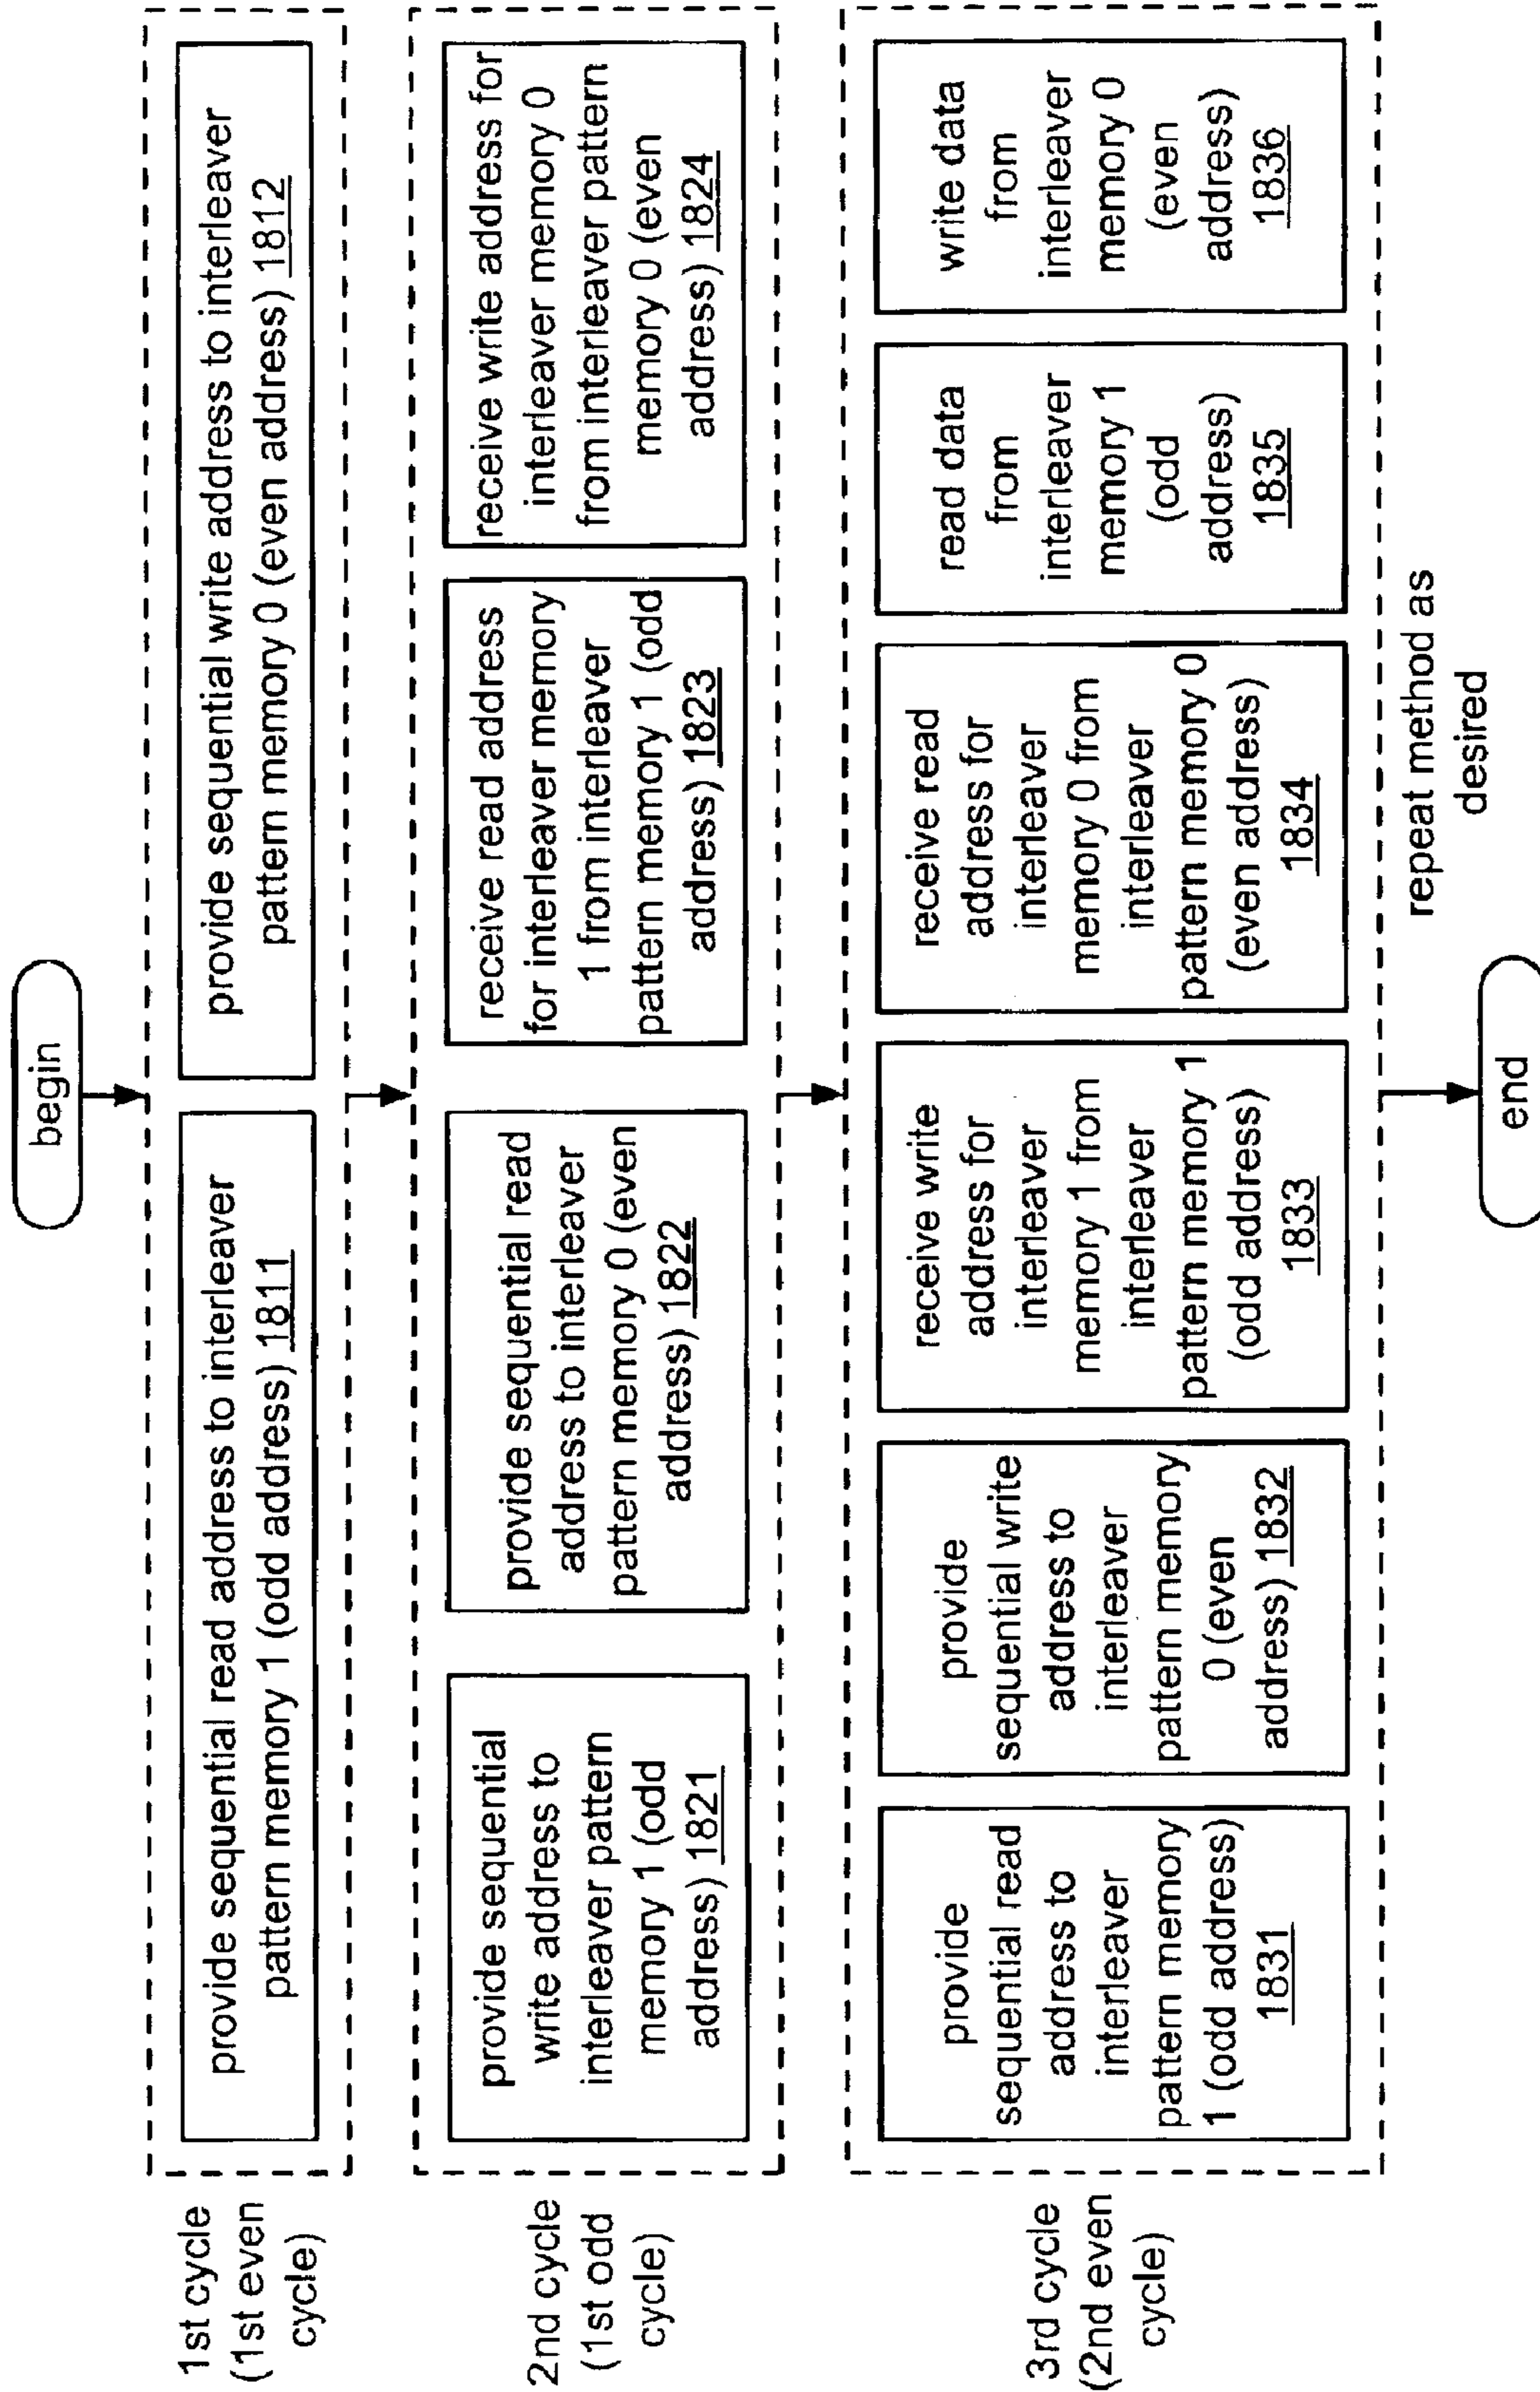 begin
1st cycle
(1st even
cycle)
provide sequential read address to interleaver
pattern memory 1 (odd address) 1811
provide sequential write address to interleaver
pattern memory 0 (even address) 1812
2nd cycle
(1st odd
cycle)
provide sequential
write address to
interleaver pattern
memory 1 (odd
address) 1821
provide sequential read
address to interleaver
pattern memory 0 (even
address) 1822
receive read address
for interleaver memory
1 from interleaver
pattern memory 1 (odd
address) 1823
receive write address for
interleaver memory 0
from interleaver pattern
memory 0 (even
address) 1824
3rd cycle
(2nd even
cycle)
provide
sequential read
address to
interleaver
pattern memory
1 (odd address)
1831
provide
sequential write
address to
interleaver
pattern memory
0 (even
address) 1832
receive write
address for
interleaver
memory 1 from
interleaver
pattern memory 1
(odd address)
1833
receive read
address for
interleaver
memory 0 from
interleaver
pattern memory 0
(even address)
1834
read data
from
interleaver
memory 1
(odd
address)
1835
write data
from
interleaver
memory 0
(even
address)
1836
repeat method as
desired
end